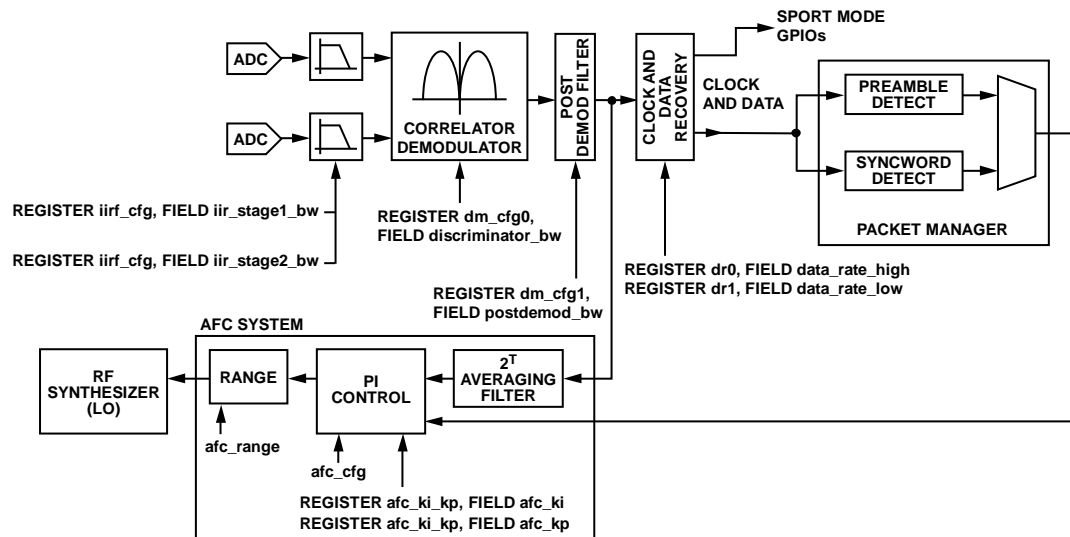 SPORT MODE
GPIOs
ADC
ADC
CORRELATOR
DEMODULATOR
POST
DEMOD FILTER
CLOCK AND
DATA
RECOVERY
CLOCK
AND DATA
PREAMBLE
DETECT
SYNCWORD
DETECT
PACKET MANAGER
REGISTER iirf_cfg, FIELD iir_stage1_bw
REGISTER iirf_cfg, FIELD iir_stage2_bw
REGISTER dm_cfg0,
FIELD discriminator_bw
REGISTER dm_cfg1,
FIELD postdemod_bw
REGISTER dr0, FIELD data_rate_high
REGISTER dr1, FIELD data_rate_low
AFC SYSTEM
RF
SYNTHESIZER
(LO)
RANGE
PI
CONTROL
2T
AVERAGING
FILTER
afc_range
afc_cfg
REGISTER afc_ki_kp, FIELD afc_ki
REGISTER afc_ki_kp, FIELD afc_kp